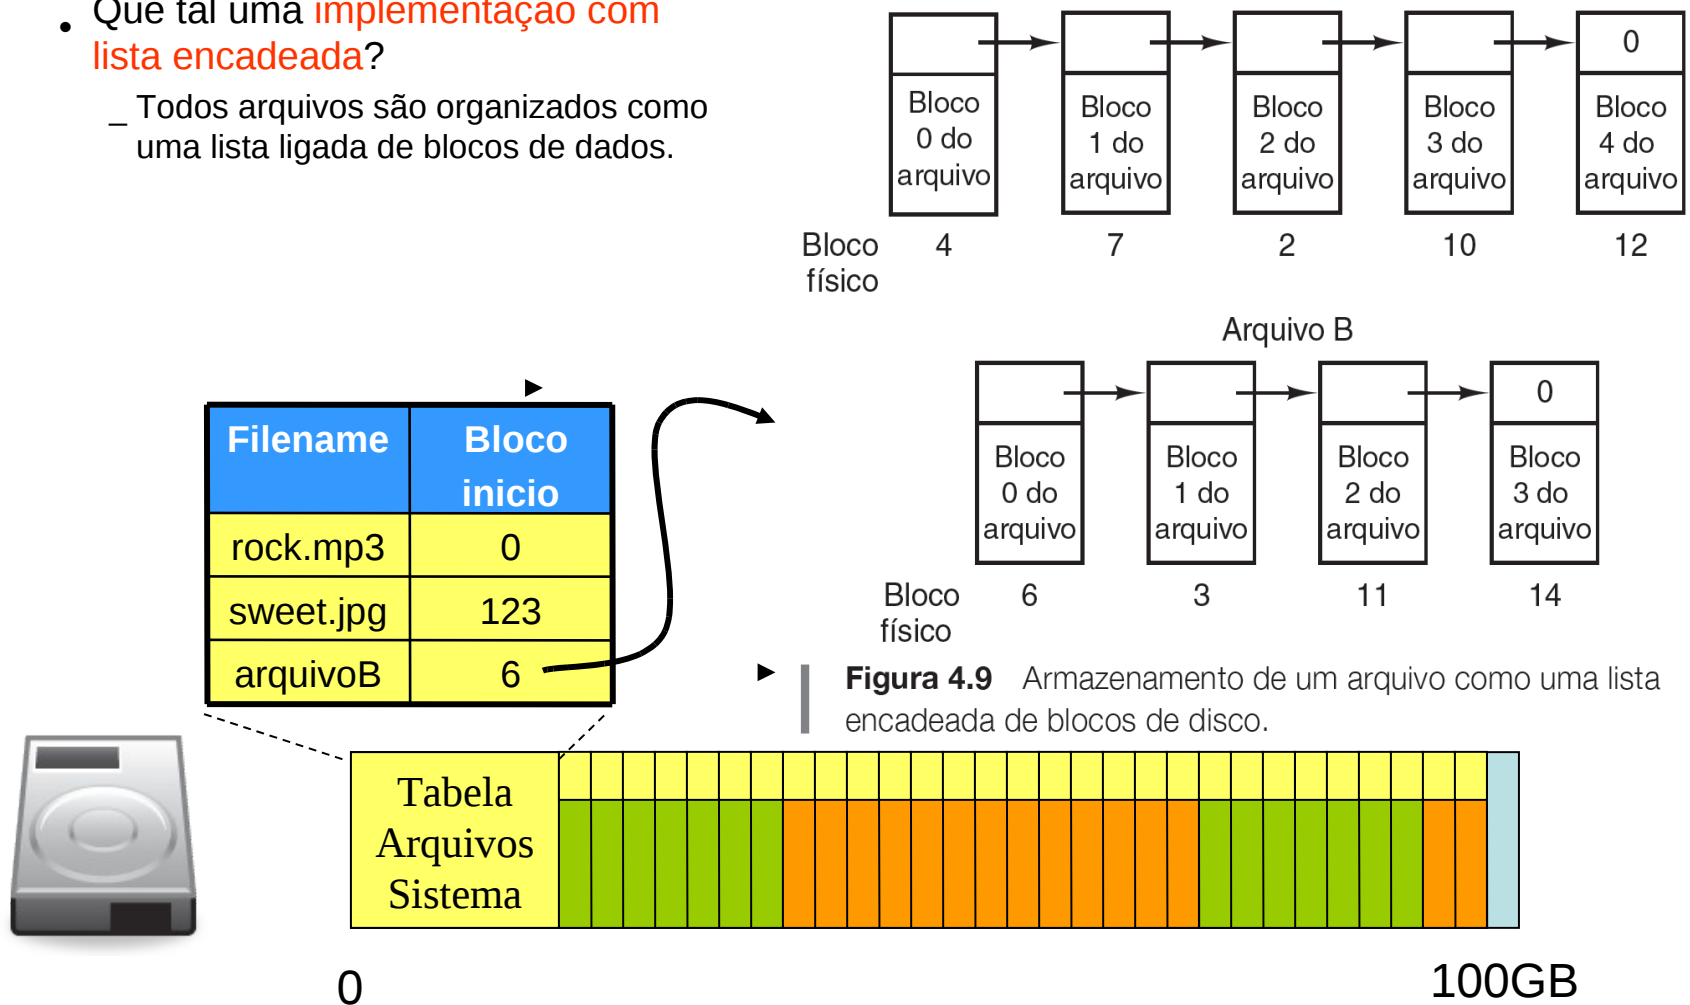 • Que tal uma implementação com
lista encadeada?
_ Todos arquivos são organizados como
uma lista ligada de blocos de dados.
0
Bloco Bloco Bloco Bloco Bloco
0 do 1 do 2 do 3 do 4 do
arquivo arquivo arquivo arquivo arquivo
Bloco 4 7 2 10 12
físico
Arquivo B
0
Bloco Bloco Bloco Bloco
0 do 1 do 2 do 3 do
arquivo arquivo arquivo arquivo
Bloco 6 3 11 14
físico
Figura 4.9 Armazenamento de um arquivo como uma lista
encadeada de blocos de disco.
Filename Bloco
inicio
rock.mp3 0
sweet.jpg 123
arquivoB 6
Tabela
Arquivos
Sistema
0 100GB